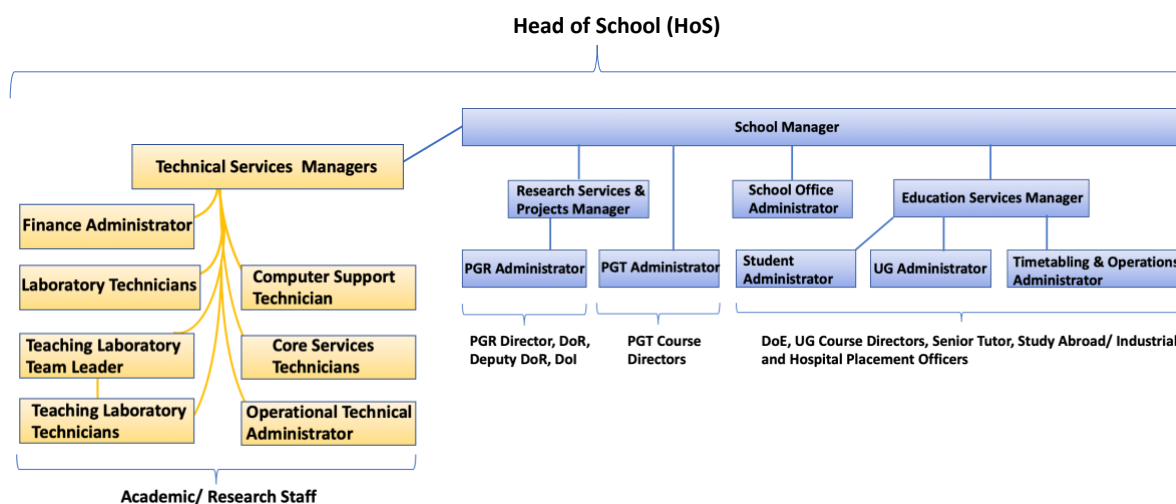 Head of School (HoS)
School Manager
Technical Services Managers
Research Services &
Projects Manager
School Office
Administrator
Education Services Manager
Finance Administrator
PGR Administrator
PGT Administrator
Student
Administrator
UG Administrator
Timetabling & Operations
Administrator
Laboratory Technicians
Computer Support
Technician
Teaching Laboratory
Team Leader
Core Services
Technicians
PGR Director, DoR,
Deputy DoR, DoI
PGT Course
Directors
DoE, UG Course Directors, Senior Tutor, Study Abroad/ Industrial
and Hospital Placement Officers
Teaching Laboratory
Technicians
Operational Technical
Administrator
Academic/ Research Staff